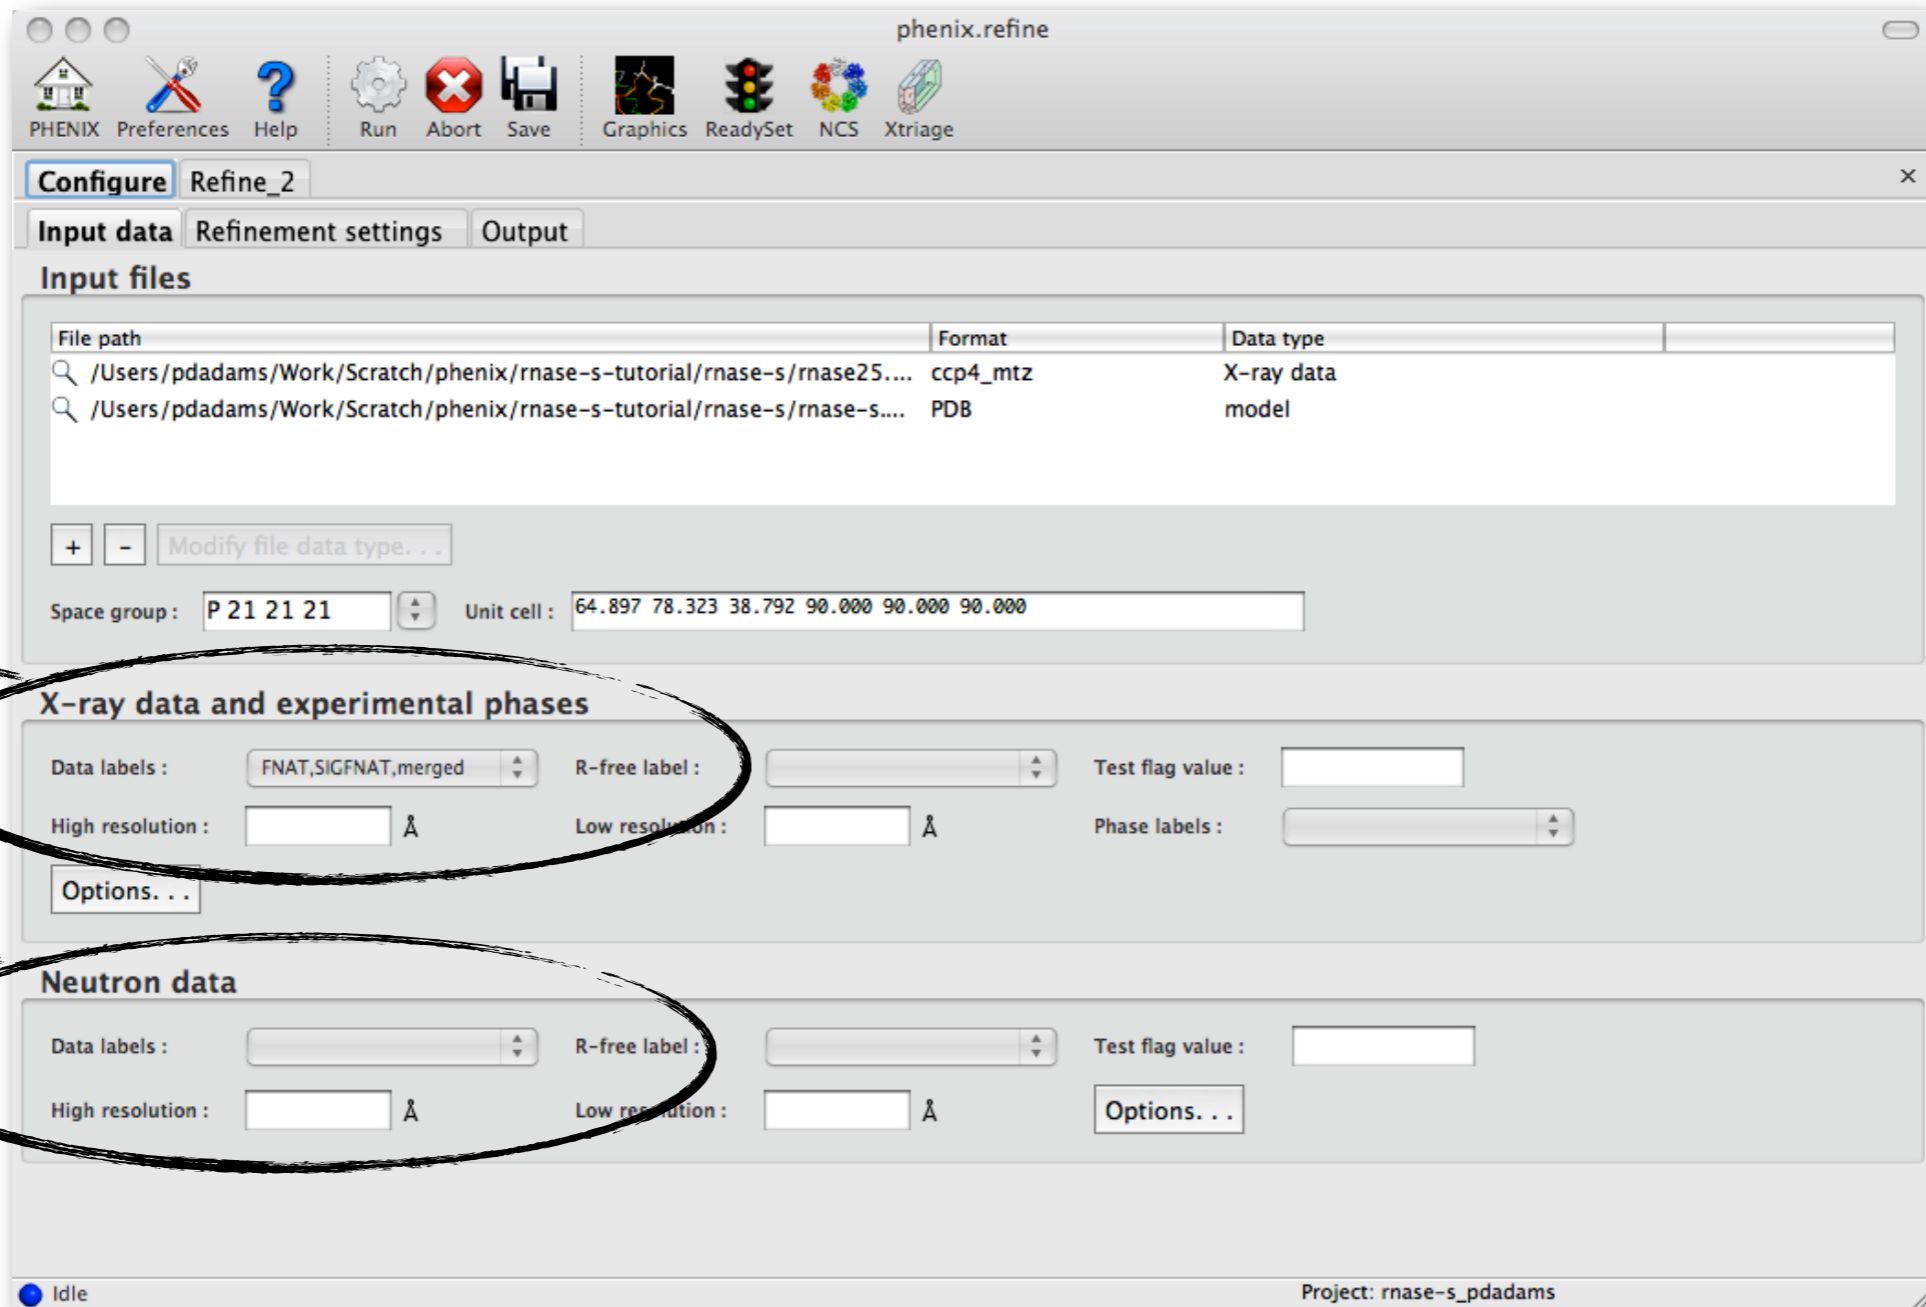 phenix.refine
PHENIX Preferences Help Run Abort Save Graphics ReadySet NCS Xtriage
Configure Refine_2 ×
Input data Refinement settings Output
Input files
File path Format Data type
/Users/pdadams/Work/Scratch/phenix/rnase-s-tutorial/rnase-s/rnase25.... ccp4_mtz X-ray data
/Users/pdadams/Work/Scratch/phenix/rnase-s-tutorial/rnase-s/rnase-s.... PDB model
+ - Modify file data type. . .
Space group : P 21 21 21 Unit cell : 64.897 78.323 38.792 90.000 90.000 90.000
X-ray data and experimental phases
Data labels : FNAT,SIGFNAT,merged R-free label : Test flag value :
High resolution : Å Low resolution : Å Phase labels :
Options. . .
Neutron data
Data labels : R-free label : Test flag value :
High resolution : Å Low resolution : Å Options. . .
Idle Project: rnase-s_pdadams